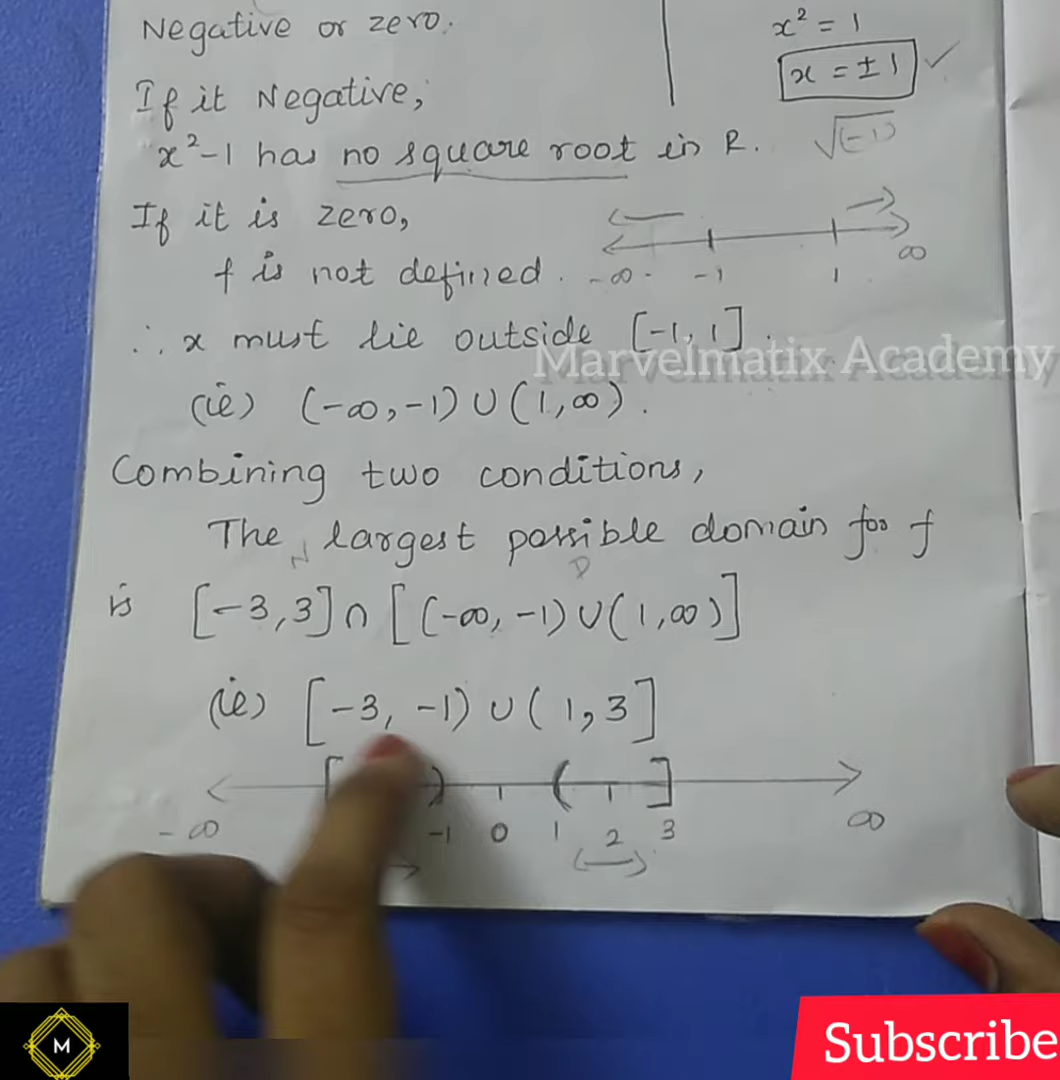 Negative or zero.
x² = 1
x = ± 1 ✓
If it Negative,
x²-1 has no square root in R.
√(-1)
If it is zero,
f is not defined.
-∞ -1 1 ∞
∴ x must lie outside [-1, 1].
Marvelmatix Academy
(ie) (-∞, -1) ∪ (1, ∞).
Combining two conditions,
The largest possible domain for f
N D
is [-3, 3] ∩ [(-∞, -1) ∪ (1, ∞)]
(ie) [-3, -1) ∪ (1, 3]
[ ) ( ]
-∞ -1 0 1 2 3 ∞
M
Subscribe